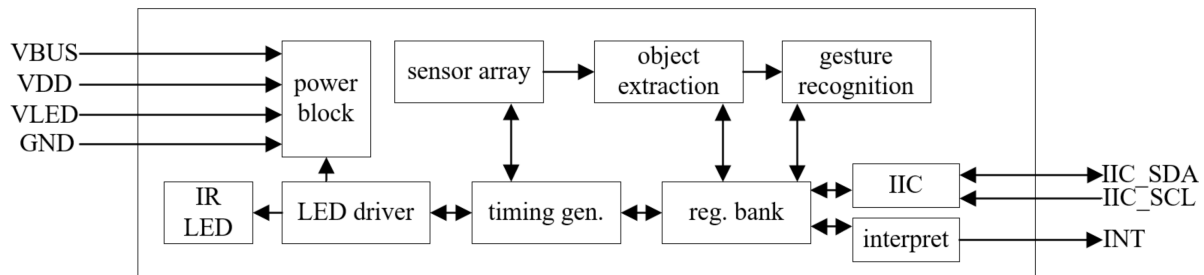 VBUS
VDD
VLED
GND
power
block
sensor array
object
extraction
gesture
recognition
IR
LED
LED driver
timing gen.
reg. bank
IIC
interpret
IIC_SDA
IIC_SCL
INT